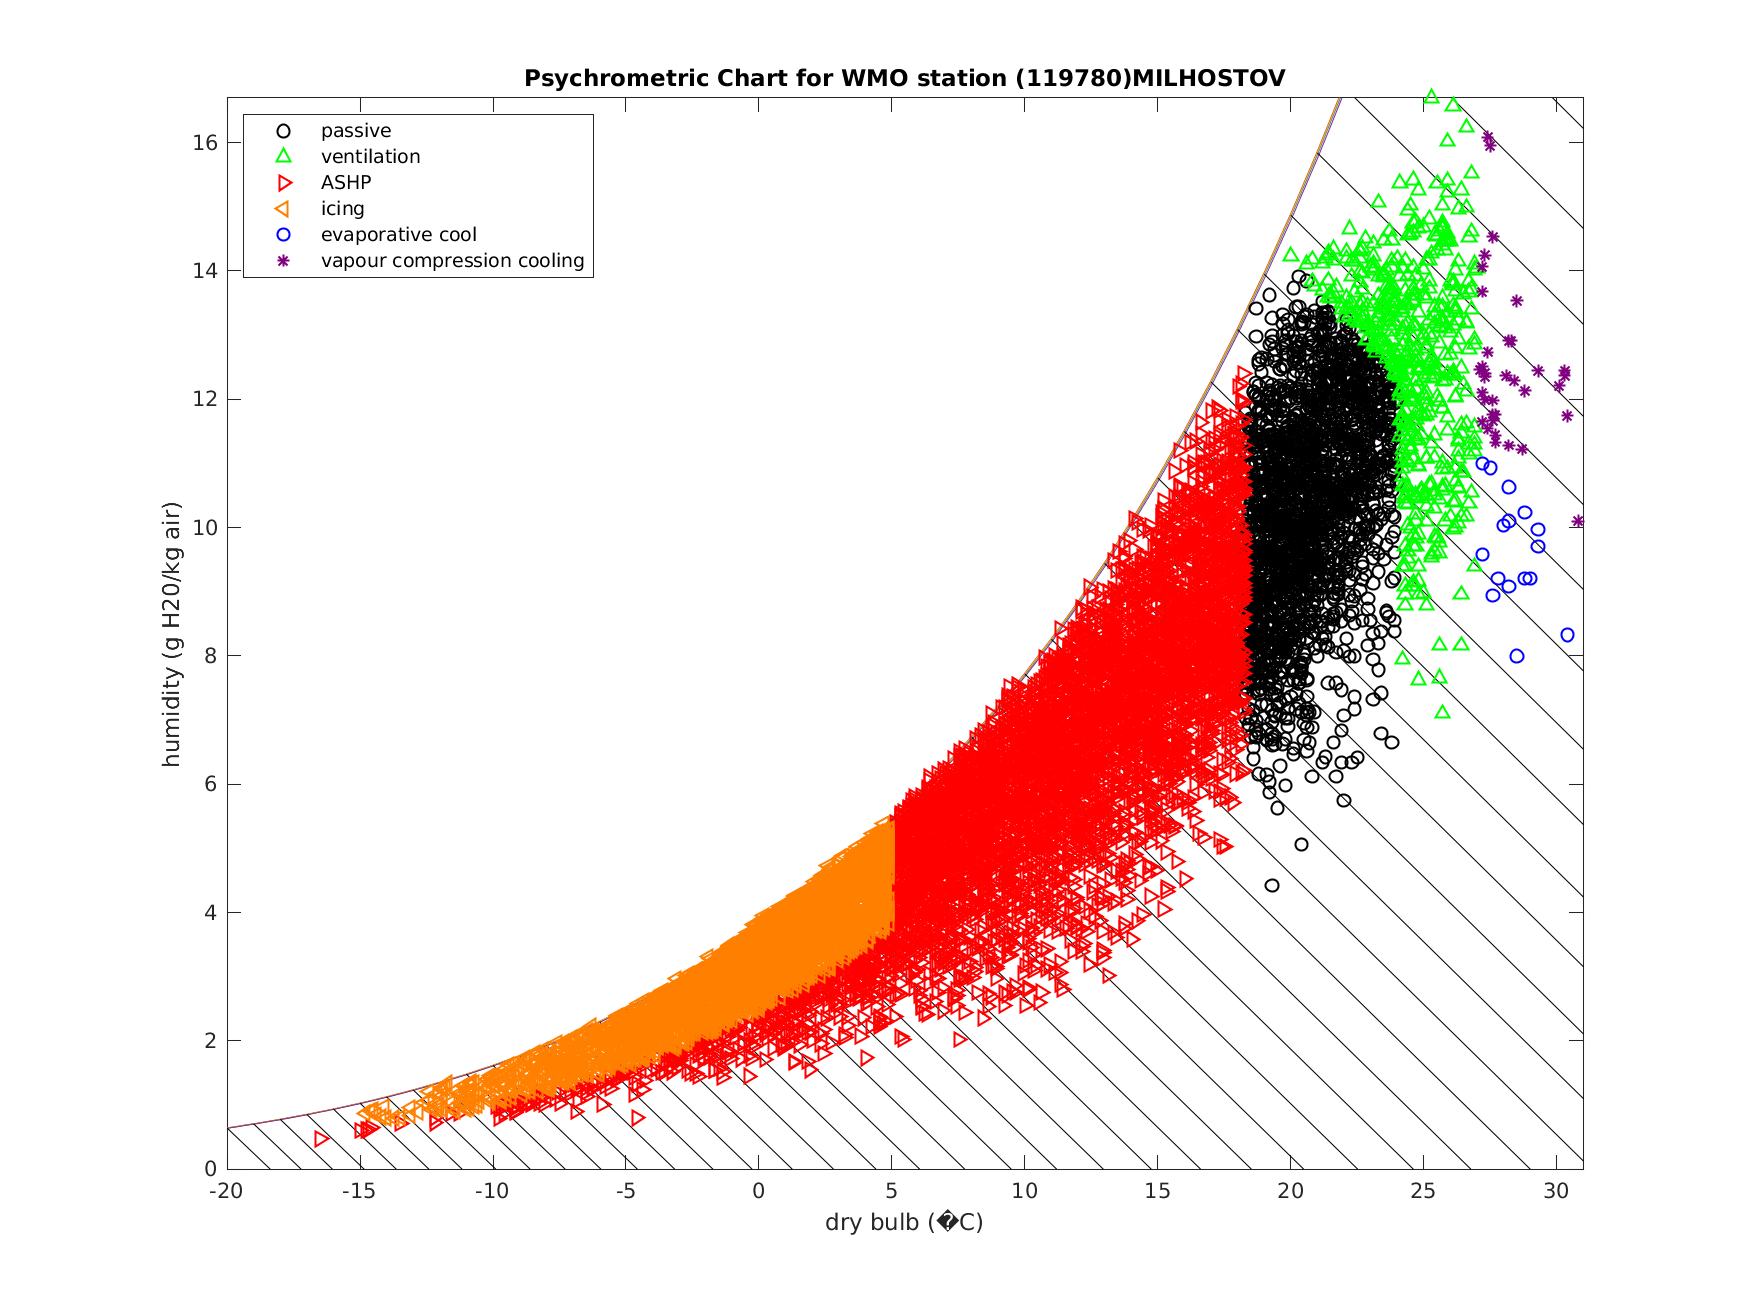 Psychrometric Chart for WMO station (119780)MILHOSTOV
passive
ventilation
ASHP
icing
evaporative cool
vapour compression cooling
humidity (g H20/kg air)
16
14
12
10
8
6
4
2
0
-20 -15 -10 -5 0 5 10 15 20 25 30
dry bulb (�C)